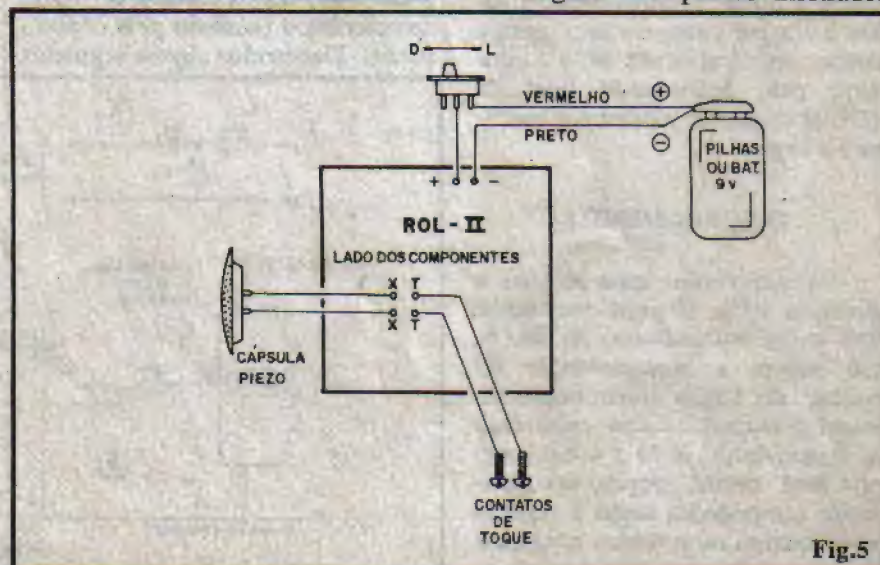 D L
VERMELHO +
PRETO -
PILHAS
OU BAT.
9 V
+ -
ROL-II
LADO DOS COMPONENTES
X T
X T
CÁPSULA
PIEZO
CONTATOS
DE
TOQUE
Fig.5